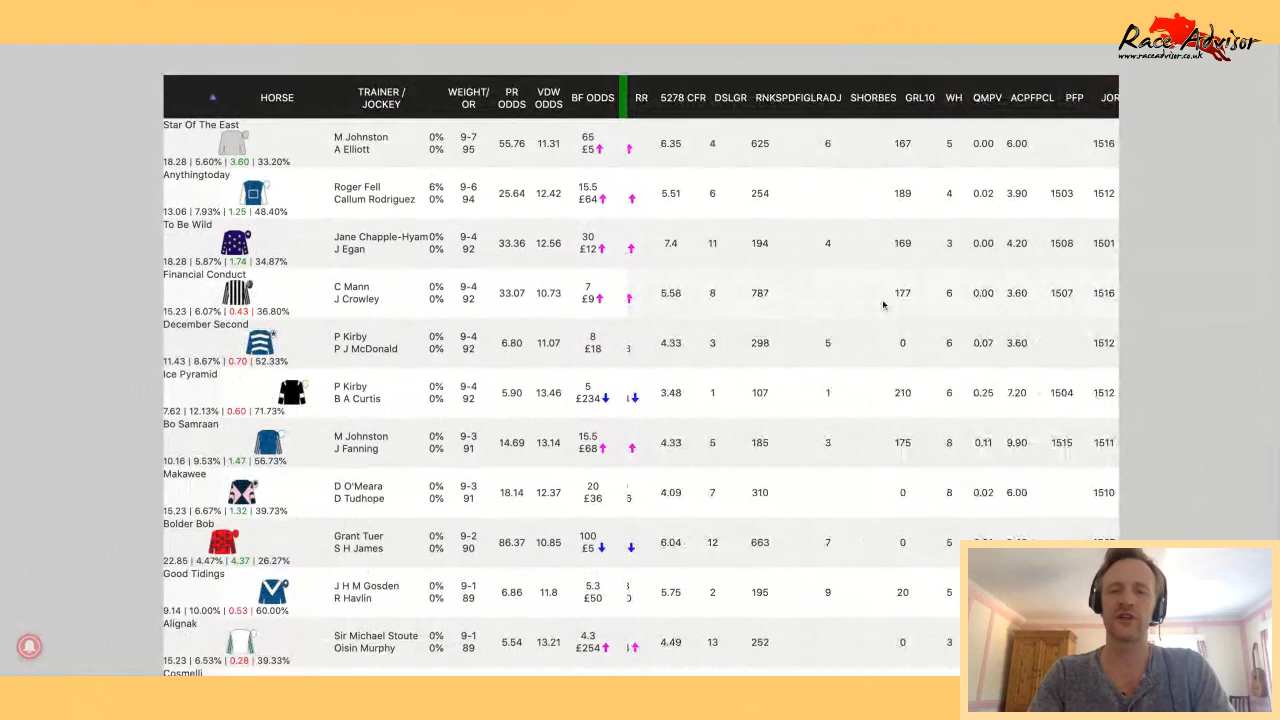 Race Advisor
www.raceadvisor.co.uk
HORSE TRAINER / JOCKEY WEIGHT/ OR PR ODDS VDW ODDS BF ODDS RR 5278 CFR DSLGR RNKSPDFIGLRADJ SHORBES GRL10 WH QMPV ACPFPCL PFP JOR
Star Of The East
M Johnston 0% 9-7 55.76 11.31 65 6.35 4 625 6 167 5 0.00 6.00 1516
A Elliott 0% 95 £5
18.28 | 5.60% | 3.60 | 33.20%
Anythingtoday
Roger Fell 6% 9-6 25.64 12.42 15.5 5.51 6 254 189 4 0.02 3.90 1503 1512
Callum Rodriguez 0% 94 £64
13.06 | 7.93% | 1.25 | 48.40%
To Be Wild
Jane Chapple-Hyam 0% 9-4 33.36 12.56 30 7.4 11 194 4 169 3 0.00 4.20 1508 1501
J Egan 0% 92 £12
18.28 | 5.87% | 1.74 | 34.87%
Financial Conduct
C Mann 0% 9-4 33.07 10.73 7 5.58 8 787 177 6 0.00 3.60 1507 1516
J Crowley 0% 92 £9
15.23 | 6.07% | 0.43 | 36.80%
December Second
P Kirby 0% 9-4 6.80 11.07 8 4.33 3 298 5 0 6 0.07 3.60 1512
P J McDonald 0% 92 £18
11.43 | 8.67% | 0.70 | 52.33%
Ice Pyramid
P Kirby 0% 9-4 5.90 13.46 5 3.48 1 107 1 210 6 0.25 7.20 1504 1512
B A Curtis 0% 92 £234
7.62 | 12.13% | 0.60 | 71.73%
Bo Samraan
M Johnston 0% 9-3 14.69 13.14 15.5 4.33 5 185 3 175 8 0.11 9.90 1515 1511
J Fanning 0% 91 £68
10.16 | 9.53% | 1.47 | 56.73%
Makawee
D O'Meara 0% 9-3 18.14 12.37 20 4.09 7 310 0 8 0.02 6.00 1510
D Tudhope 0% 91 £36
15.23 | 6.67% | 1.32 | 39.73%
Bolder Bob
Grant Tuer 0% 9-2 86.37 10.85 100 6.04 12 663 7 0 5
S H James 0% 90 £5
22.85 | 4.47% | 4.37 | 26.27%
Good Tidings
J H M Gosden 0% 9-1 6.86 11.8 5.3 5.75 2 195 9 20 5
R Havlin 0% 89 £50
9.14 | 10.00% | 0.53 | 60.00%
Alignak
Sir Michael Stoute 6% 9-1 5.54 13.21 4.3 4.49 13 252 0 3
Oisin Murphy 0% 89 £254
15.23 | 6.53% | 0.28 | 39.33%
Cosmelli